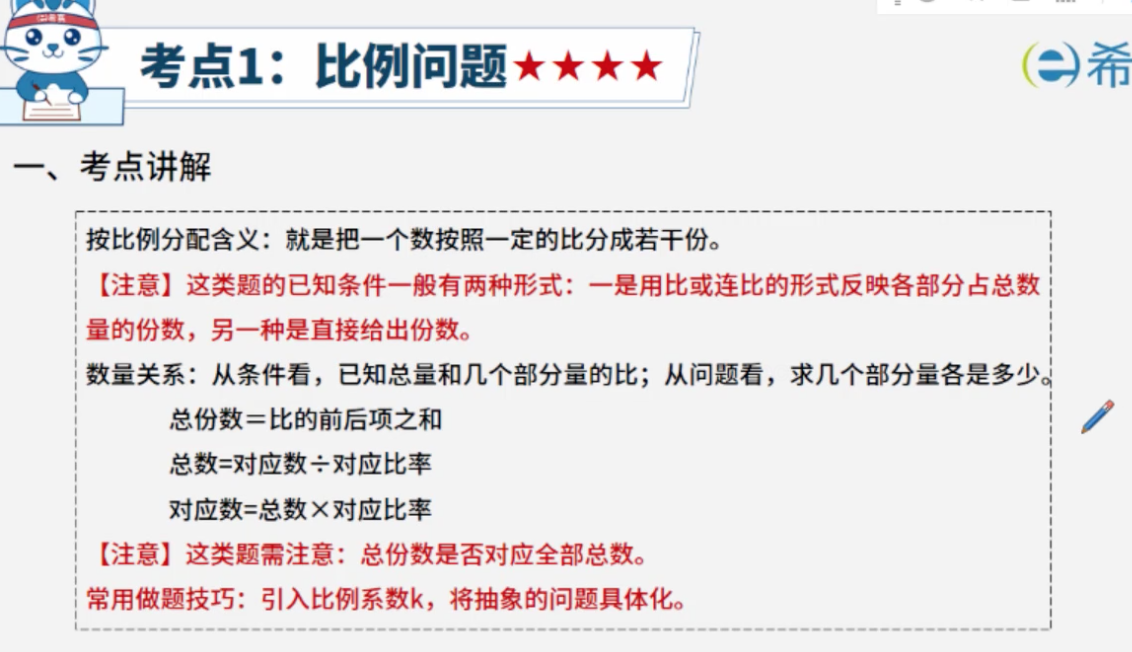 考点1：比例问题★★★★
希
一、考点讲解
按比例分配含义：就是把一个数按照一定的比分成若干份。
【注意】这类题的已知条件一般有两种形式：一是用比或连比的形式反映各部分占总数
量的份数，另一种是直接给出份数。
数量关系：从条件看，已知总量和几个部分量的比；从问题看，求几个部分量各是多少。
总份数＝比的前后项之和
总数=对应数÷对应比率
对应数=总数×对应比率
【注意】这类题需注意：总份数是否对应全部总数。
常用做题技巧：引入比例系数k，将抽象的问题具体化。